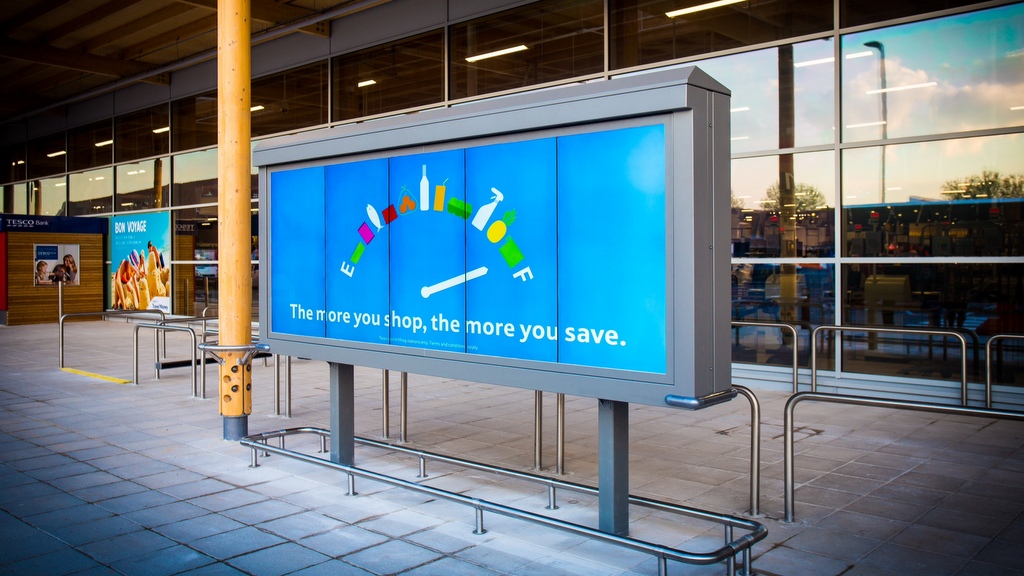 TESCO Bank
BON VOYAGE
E
F
The more you shop, the more you save.